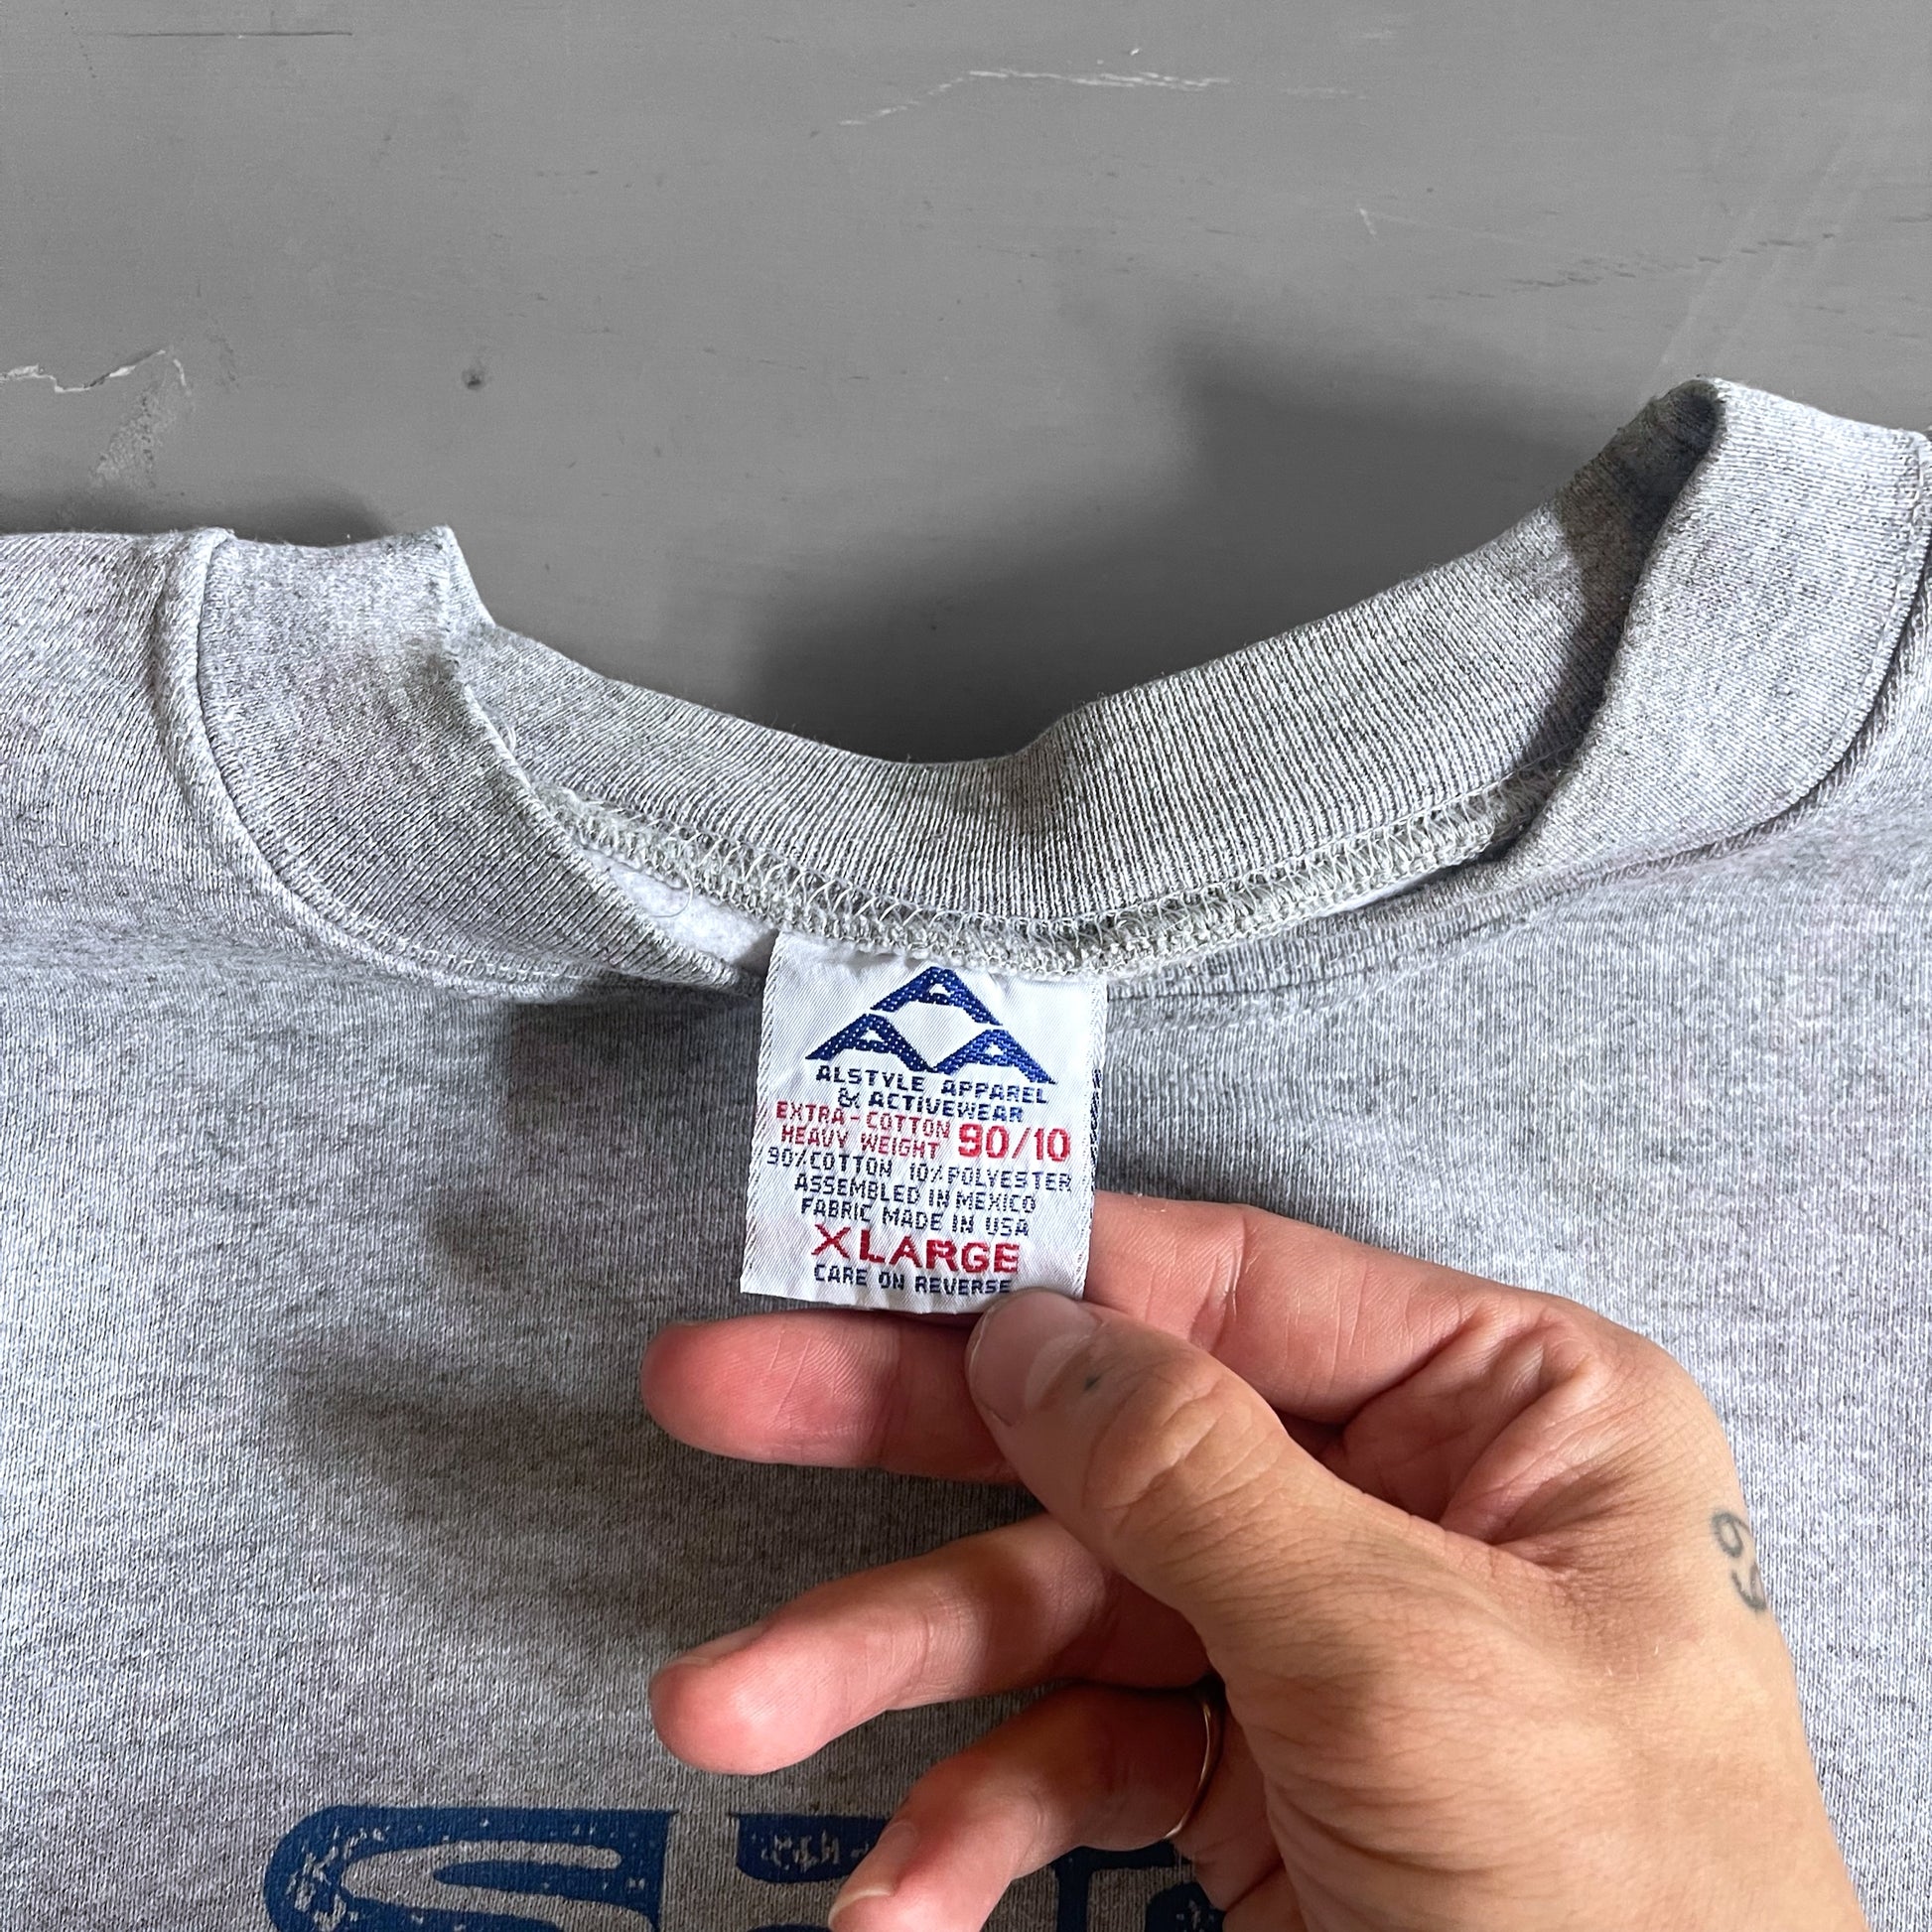 A
A A
ALSTYLE APPAREL
& ACTIVEWEAR
EXTRA-COTTON
HEAVY WEIGHT 90/10
90%COTTON 10%POLYESTER
ASSEMBLED IN MEXICO
FABRIC MADE IN USA
XLARGE
CARE ON REVERSE